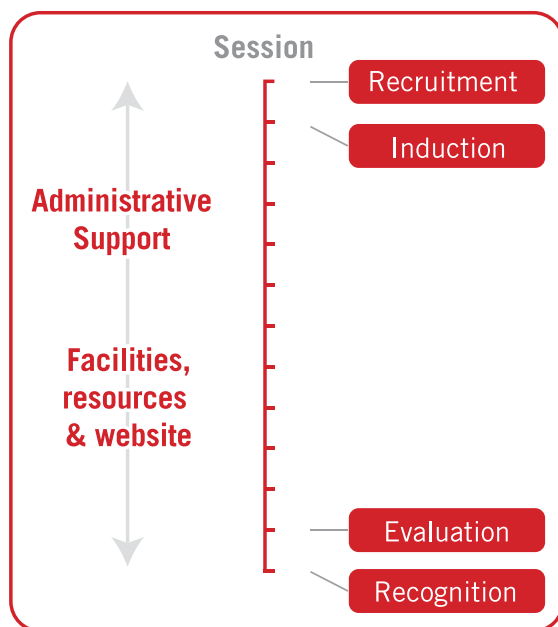 Session
Recruitment
Induction
Administrative
Support
Facilities,
resources
& website
Evaluation
Recognition